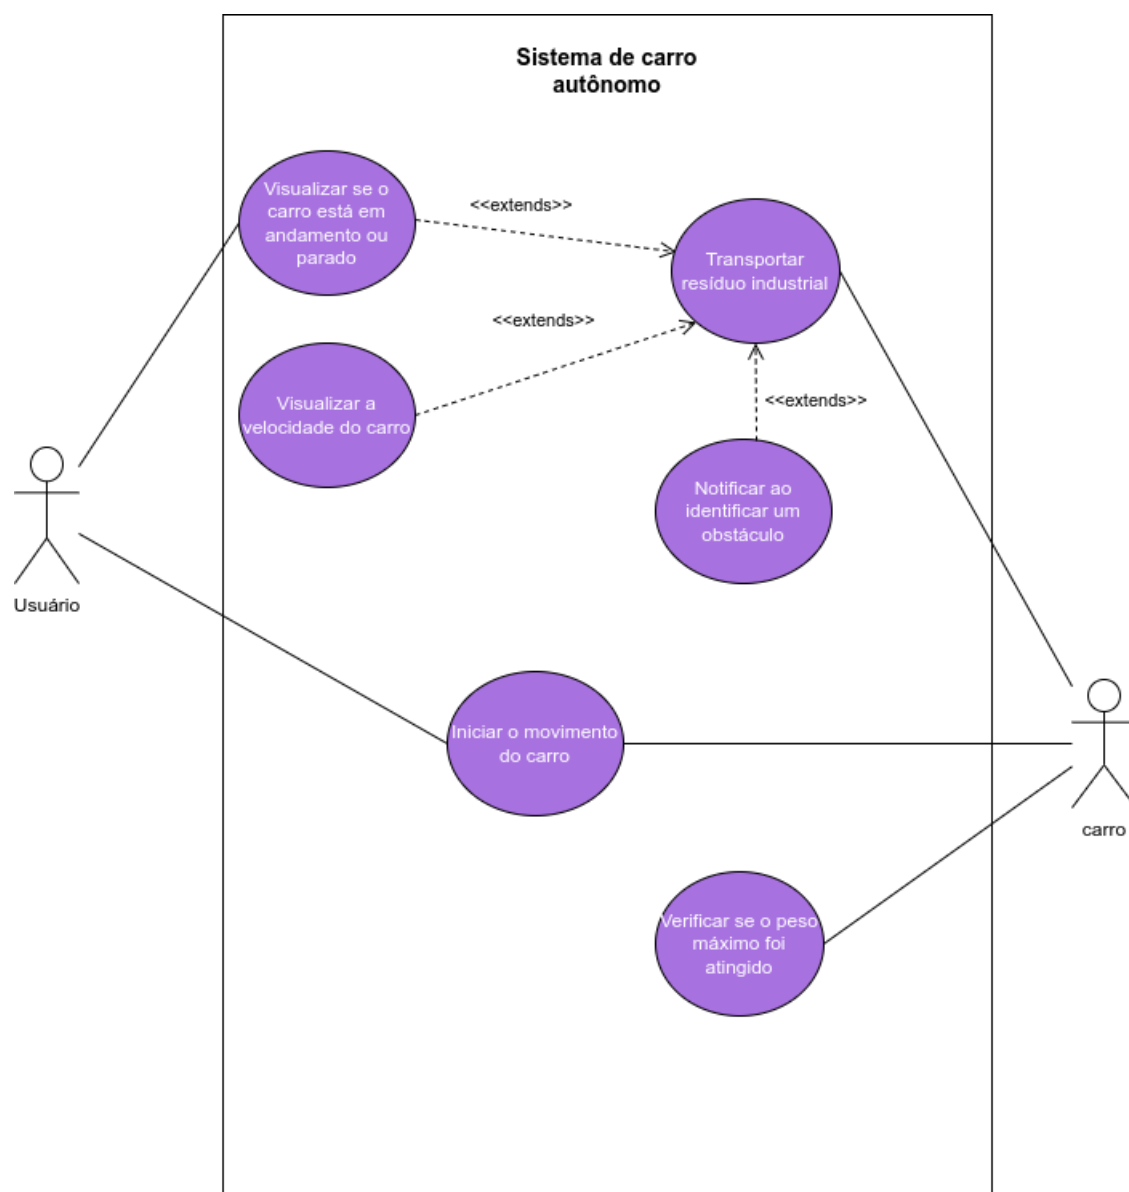 Sistema de carro
autônomo
Visualizar se o
carro está em
andamento ou
parado
<<extends>>
Transportar
resíduo industrial
<<extends>>
Visualizar a
velocidade do carro
<<extends>>
Notificar ao
identificar um
obstáculo
Usuário
Iniciar o movimento
do carro
carro
Verificar se o peso
máximo foi
atingido